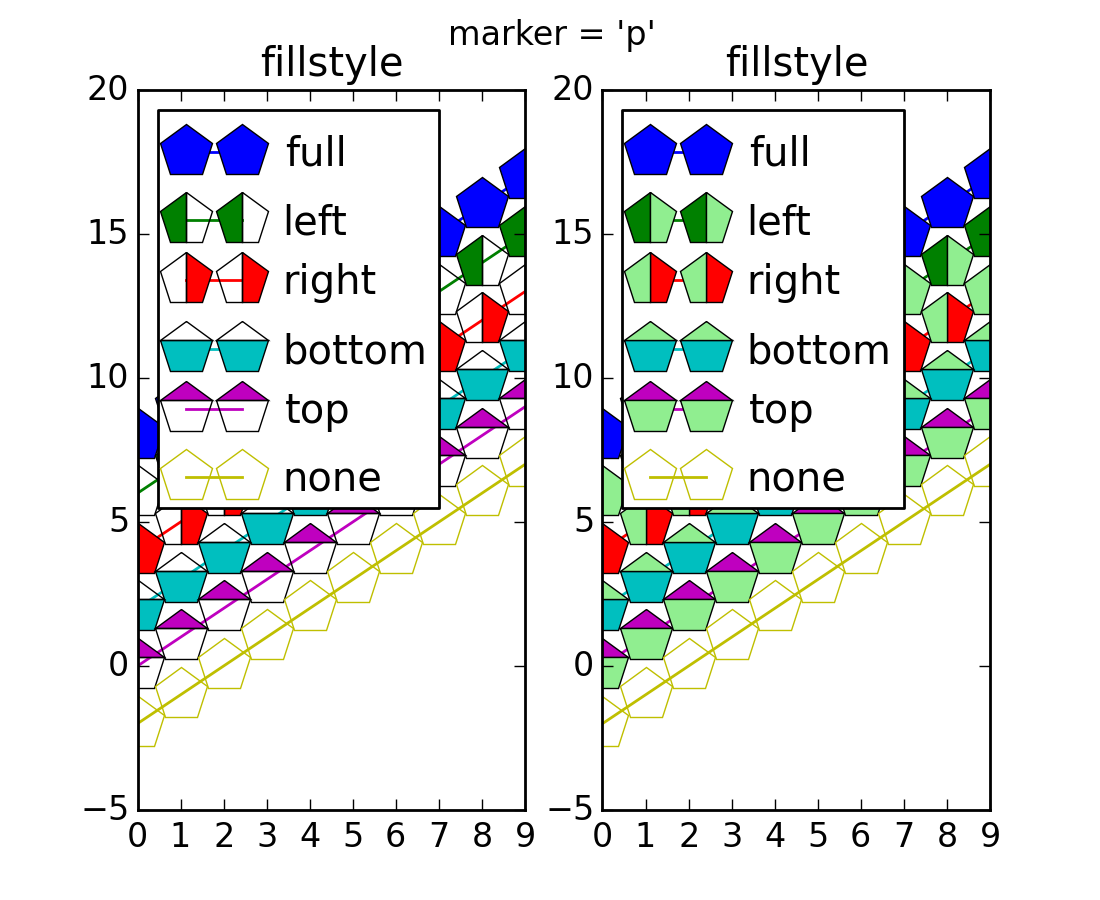 marker = 'p'
fillstyle
20
15
10
5
0
−5
0 1 2 3 4 5 6 7 8 9
full
left
right
bottom
top
none
fillstyle
20
15
10
5
0
−5
0 1 2 3 4 5 6 7 8 9
full
left
right
bottom
top
none